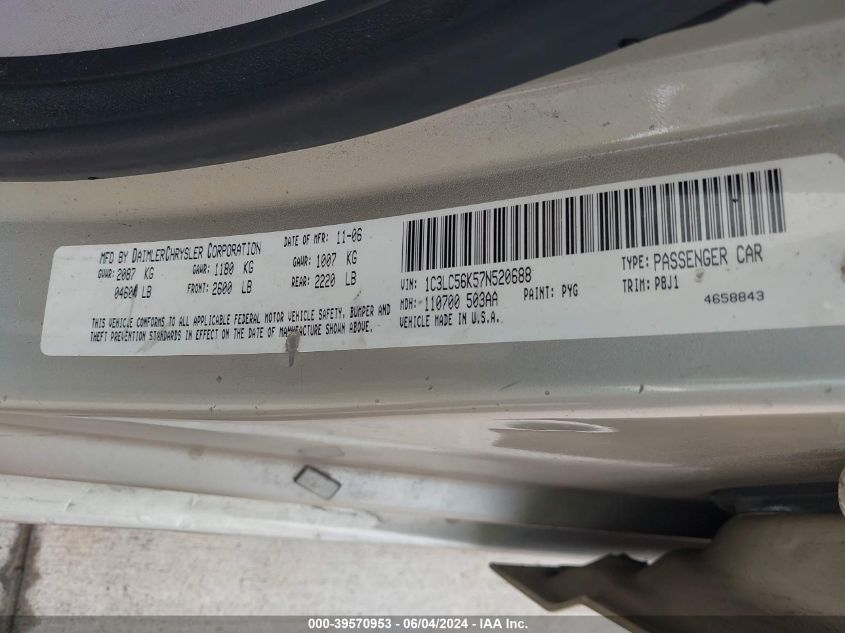 MFD BY DAIMLERCHRYSLER CORPORATION DATE OF MFR: 11-06
GVWR: 2087 KG GAWR: 1180 KG GAWR: 1007 KG
04600 LB FRONT: 2600 LB REAR: 2220 LB
THIS VEHICLE CONFORMS TO ALL APPLICABLE FEDERAL MOTOR VEHICLE SAFETY, BUMPER AND
THEFT PREVENTION STANDARDS IN EFFECT ON THE DATE OF MANUFACTURE SHOWN ABOVE.
VIN: 1C3LC56K57N520688 TYPE: PASSENGER CAR
MDH: 110700 503AA PAINT: PYG TRIM: P8J1
VEHICLE MADE IN U.S.A. 4658843
000-39570953 - 06/04/2024 - IAA Inc.